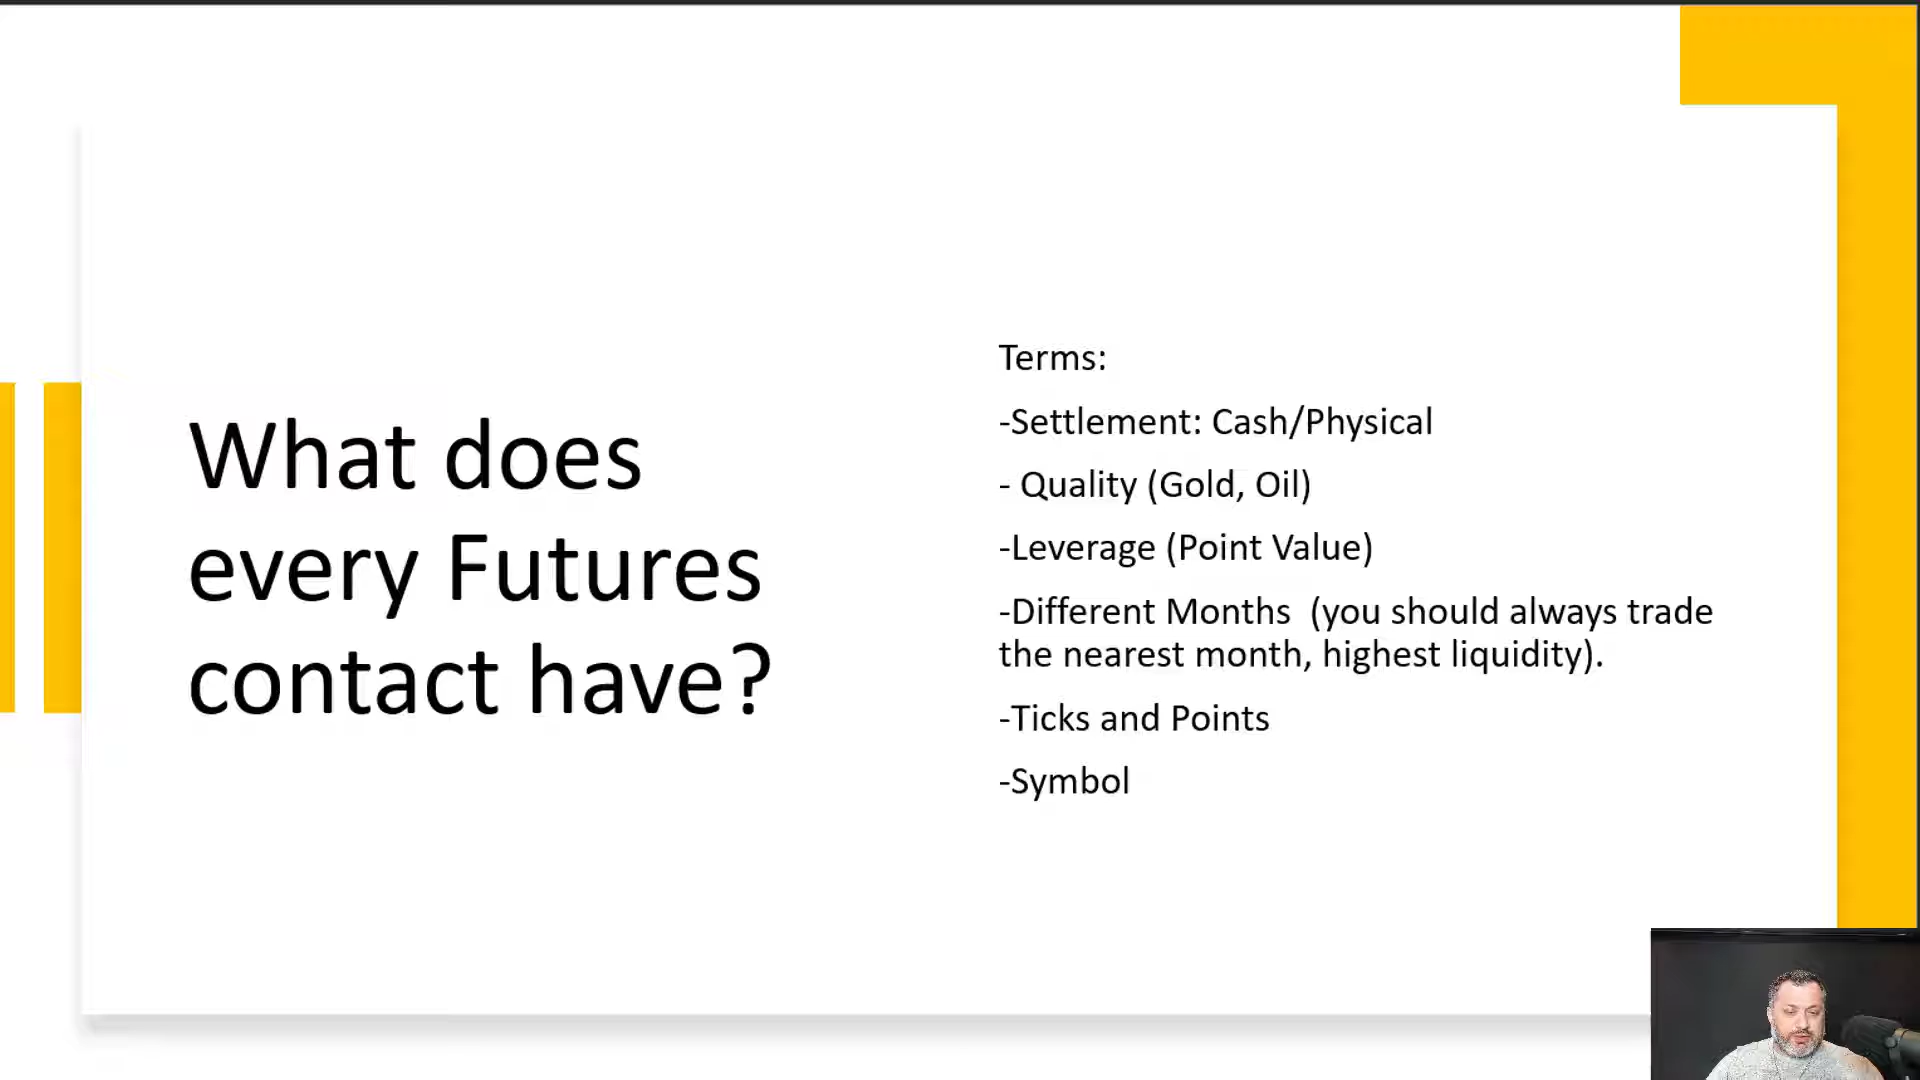 What does
every Futures
contact have?
Terms:
-Settlement: Cash/Physical
- Quality (Gold, Oil)
-Leverage (Point Value)
-Different Months  (you should always trade
the nearest month, highest liquidity).
-Ticks and Points
-Symbol